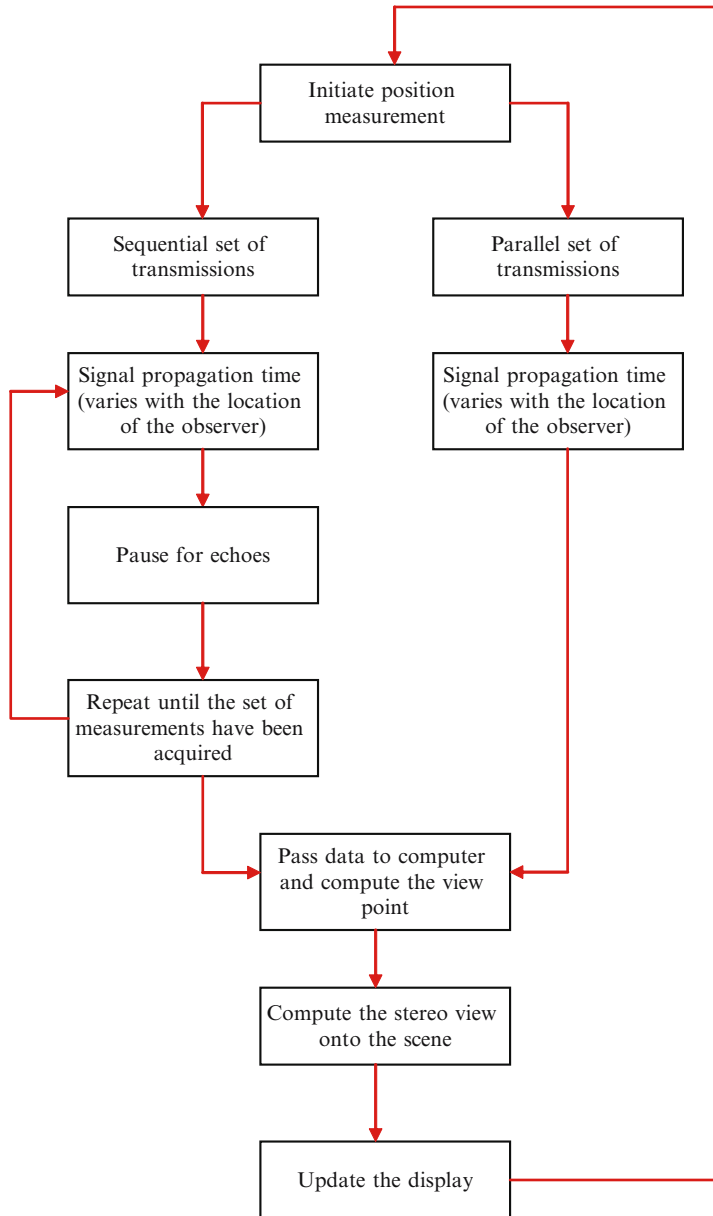 Initiate position
measurement
Sequential set of
transmissions
Parallel set of
transmissions
Signal propagation time
(varies with the location
of the observer)
Signal propagation time
(varies with the location
of the observer)
Pause for echoes
Repeat until the set of
measurements have been
acquired
Pass data to computer
and compute the view
point
Compute the stereo view
onto the scene
Update the display